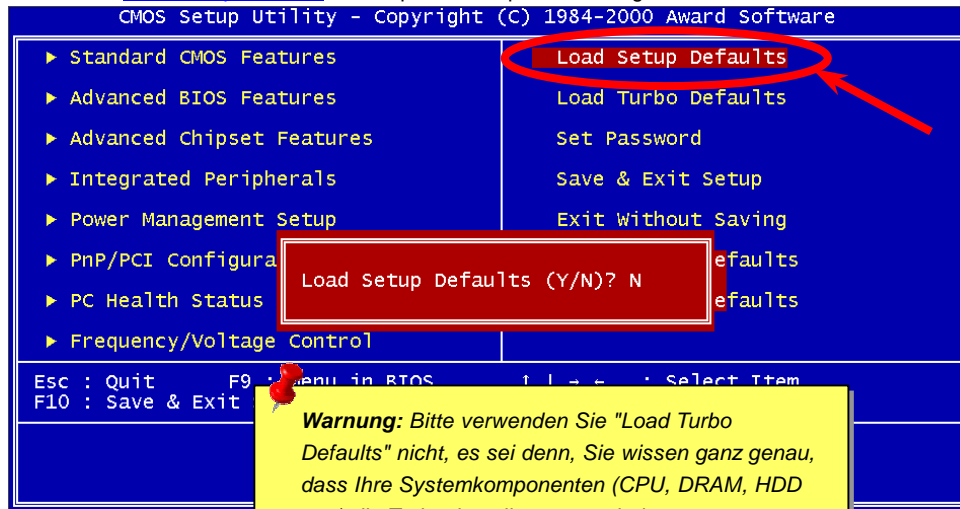 CMOS Setup Utility - Copyright (C) 1984-2000 Award Software
▶ Standard CMOS Features
▶ Advanced BIOS Features
▶ Advanced Chipset Features
▶ Integrated Peripherals
▶ Power Management Setup
▶ PnP/PCI Configura
▶ PC Health Status
▶ Frequency/Voltage Control
Load Setup Defaults
Load Turbo Defaults
Set Password
Save & Exit Setup
Exit Without Saving
efaults
efaults
Load Setup Defaults (Y/N)? N
Esc : Quit F9 : Menu in BIOS ↑ ↓ → ← : Select Item
F10 : Save & Exit
Warnung: Bitte verwenden Sie "Load Turbo
Defaults" nicht, es sei denn, Sie wissen ganz genau,
dass Ihre Systemkomponenten (CPU, DRAM, HDD